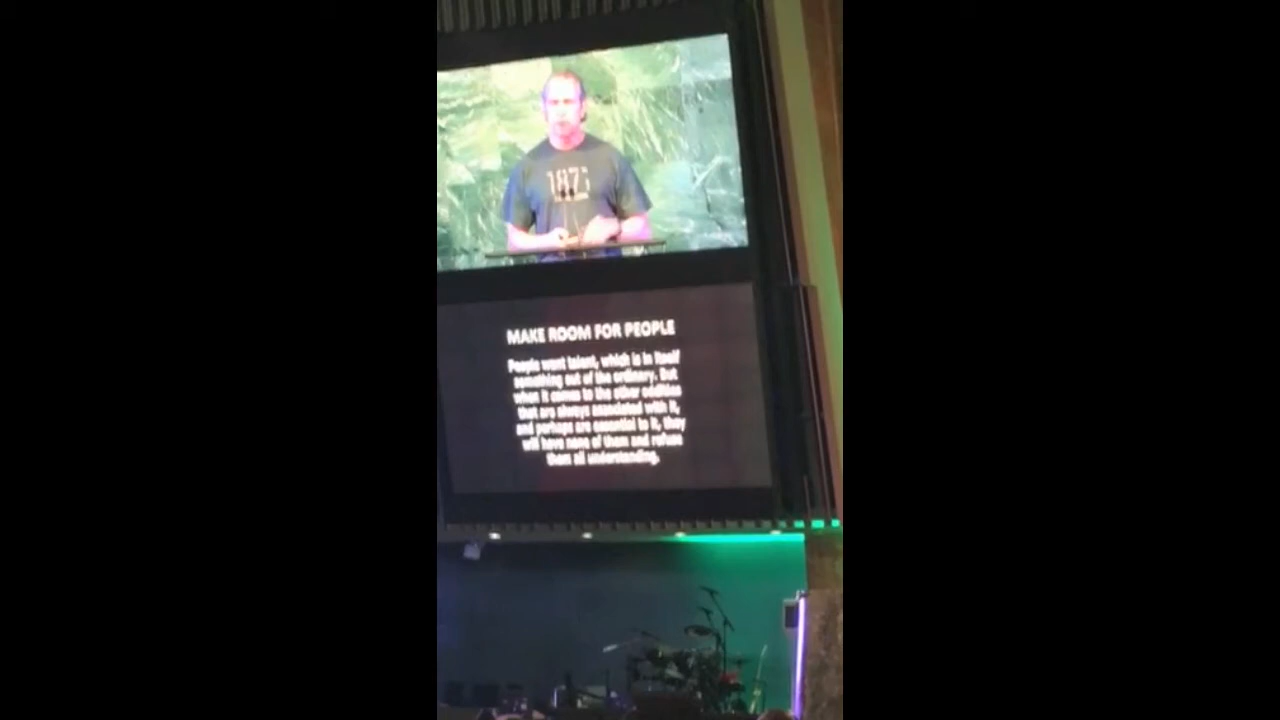 187
MAKE ROOM FOR PEOPLE
People want talent, which is in itself
something out of the ordinary. But
when it comes to the other oddities
that are always associated with it,
and perhaps are essential to it, they
will have none of them and refuse
them all understanding.